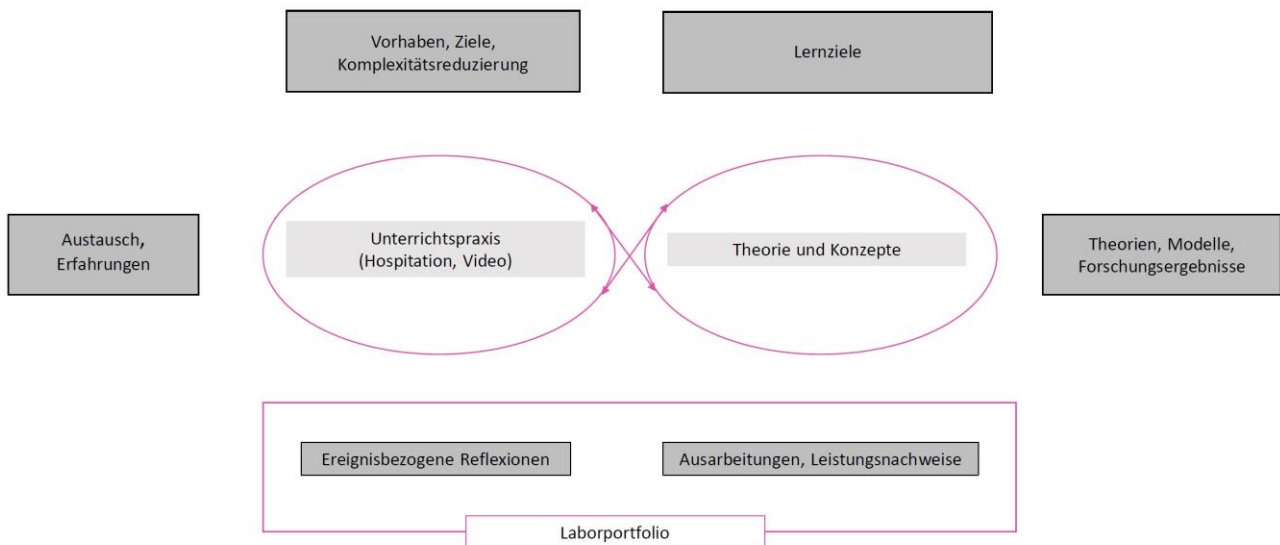 Vorhaben, Ziele,
Komplexitätsreduzierung
Lernziele
Austausch,
Erfahrungen
Unterrichtspraxis
(Hospitation, Video)
Theorie und Konzepte
Theorien, Modelle,
Forschungsergebnisse
Ereignisbezogene Reflexionen
Ausarbeitungen, Leistungsnachweise
Laborportfolio